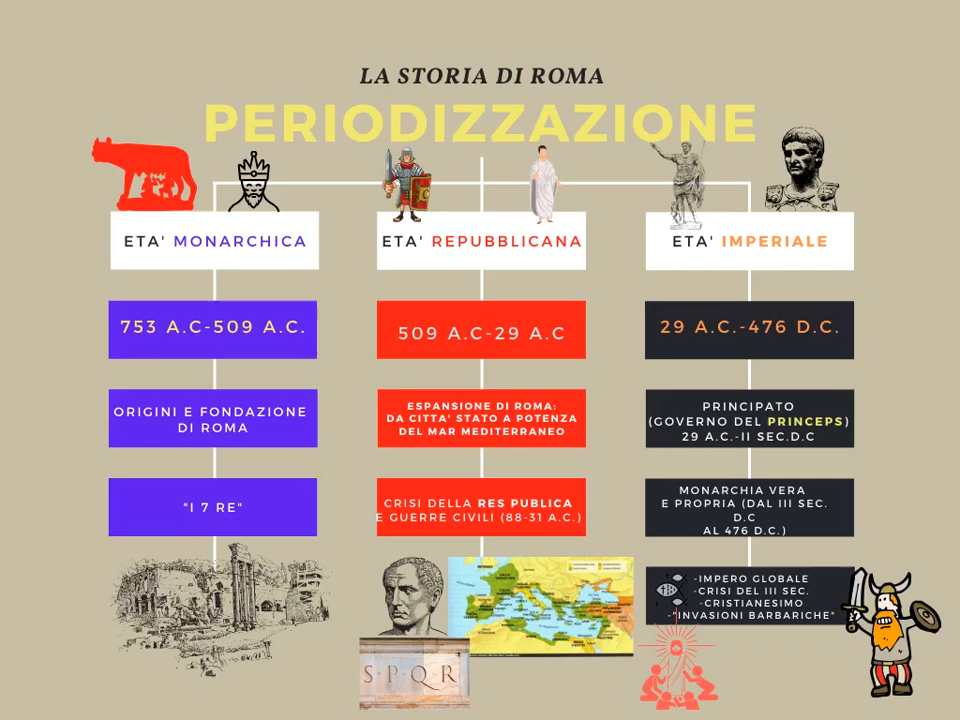 LA STORIA DI ROMA
PERIODIZZAZIONE
ETA' MONARCHICA
753 A.C-509 A.C.
ORIGINI E FONDAZIONE
DI ROMA
"I 7 RE"
ETA' REPUBBLICANA
509 A.C-29 A.C
ESPANSIONE DI ROMA:
DA CITTA' STATO A POTENZA
DEL MAR MEDITERRANEO
CRISI DELLA RES PUBLICA
E GUERRE CIVILI (88-31 A.C.)
S·P·Q·R
ETA' IMPERIALE
29 A.C.-476 D.C.
PRINCIPATO
(GOVERNO DEL PRINCEPS)
29 A.C.-II SEC.D.C
MONARCHIA VERA
E PROPRIA (DAL III SEC.
D.C
AL 476 D.C.)
-IMPERO GLOBALE
-CRISI DEL III SEC.
-CRISTIANESIMO
-"INVASIONI BARBARICHE"